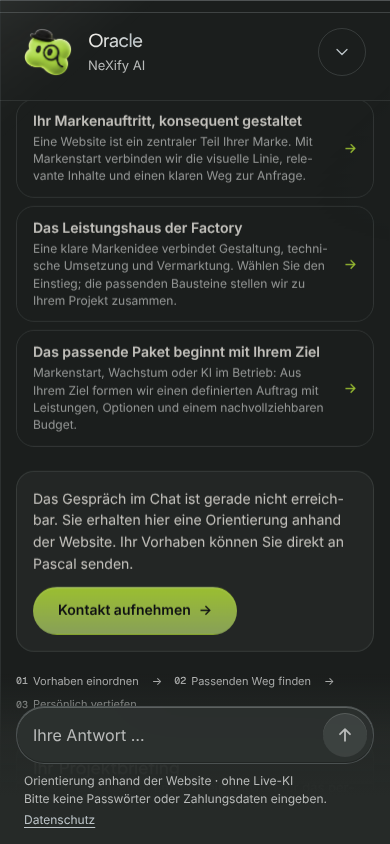 Oracle
NeXify AI
Ihr Markenauftritt, konsequent gestaltet
Eine Website ist ein zentraler Teil Ihrer Marke. Mit
Markenstart verbinden wir die visuelle Linie, rele-
vante Inhalte und einen klaren Weg zur Anfrage.
→
Das Leistungshaus der Factory
Eine klare Markenidee verbindet Gestaltung, techni-
sche Umsetzung und Vermarktung. Wählen Sie den
Einstieg; die passenden Bausteine stellen wir zu
Ihrem Projekt zusammen.
→
Das passende Paket beginnt mit Ihrem Ziel
Markenstart, Wachstum oder KI im Betrieb: Aus
Ihrem Ziel formen wir einen definierten Auftrag mit
Leistungen, Optionen und einem nachvollziehbaren
Budget.
→
Das Gespräch im Chat ist gerade nicht erreich-
bar. Sie erhalten hier eine Orientierung anhand
der Website. Ihr Vorhaben können Sie direkt an
Pascal senden.
Kontakt aufnehmen →
01 Vorhaben einordnen → 02 Passenden Weg finden →
03 Persönlich vertiefen
Ihre Antwort ...
Ihr Projektbriefing
Orientierung anhand der Website · ohne Live-KI
Bitte keine Passwörter oder Zahlungsdaten eingeben.
Datenschutz